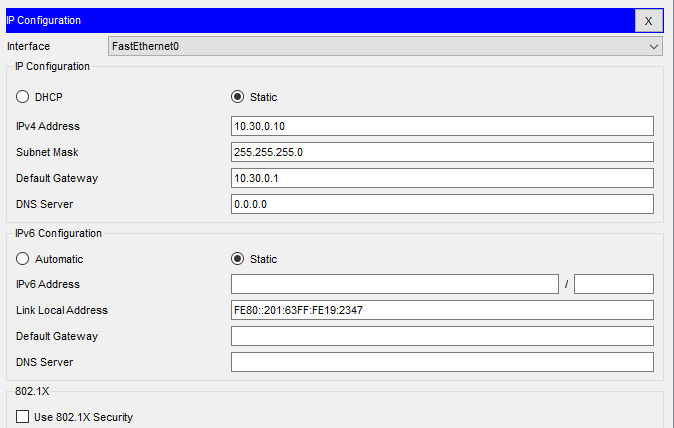 IP Configuration X
Interface FastEthernet0
IP Configuration
DHCP Static
IPv4 Address 10.30.0.10
Subnet Mask 255.255.255.0
Default Gateway 10.30.0.1
DNS Server 0.0.0.0
IPv6 Configuration
Automatic Static
IPv6 Address /
Link Local Address FE80::201:63FF:FE19:2347
Default Gateway
DNS Server
802.1X
Use 802.1X Security